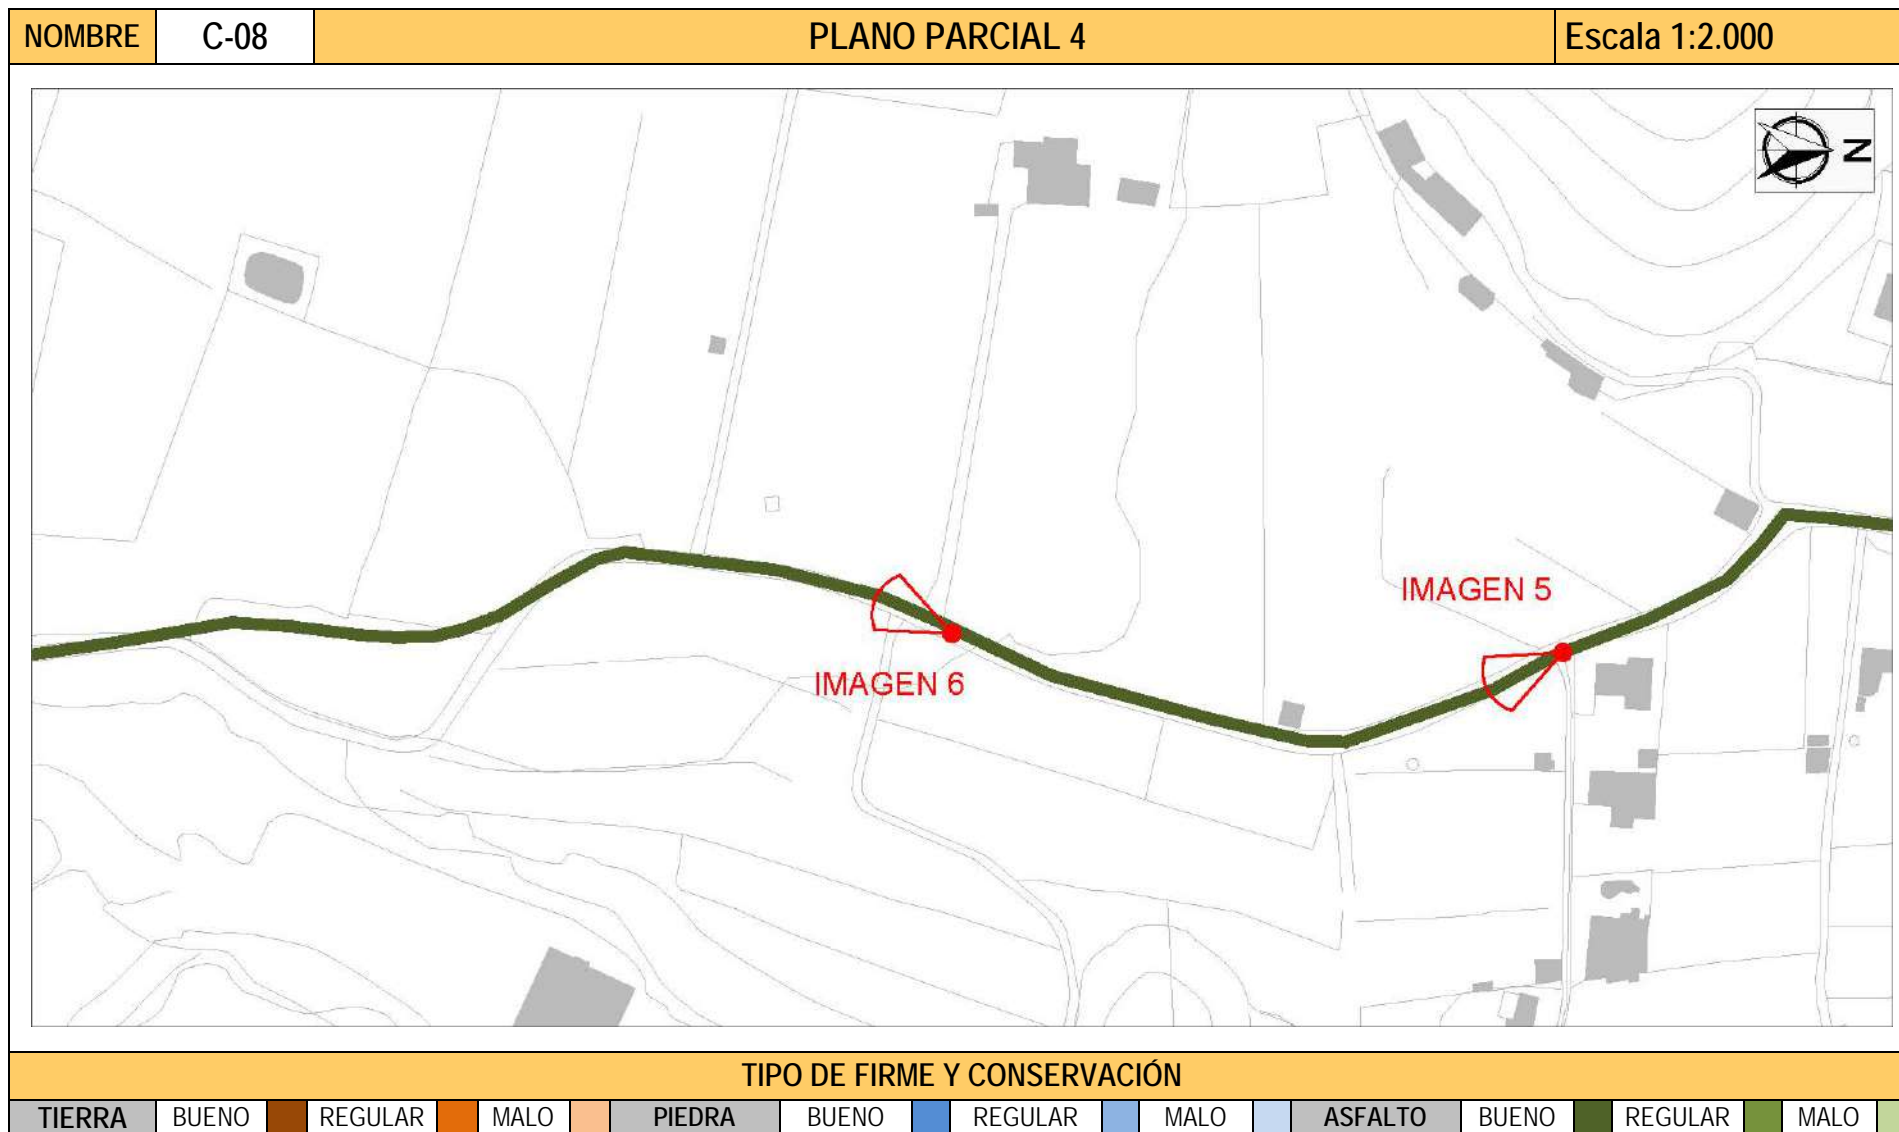 NOMBRE C-08 PLANO PARCIAL 4 Escala 1:2.000
N
IMAGEN 5
IMAGEN 6
TIPO DE FIRME Y CONSERVACIÓN
TIERRA BUENO REGULAR MALO PIEDRA BUENO REGULAR MALO ASFALTO BUENO REGULAR MALO